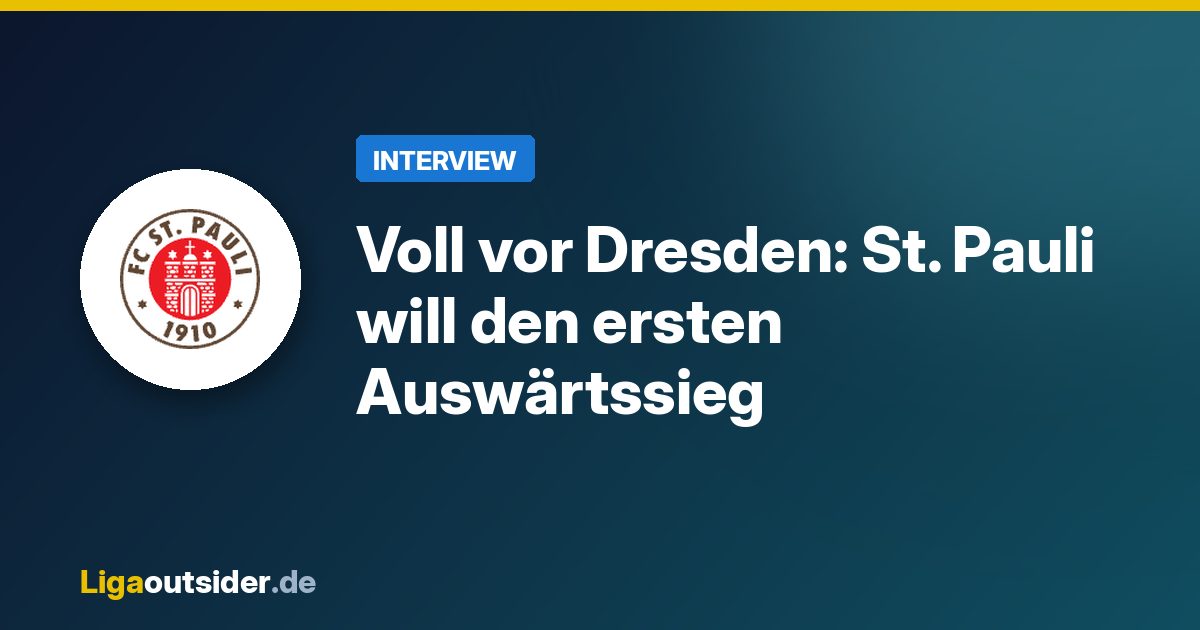 INTERVIEW
Voll vor Dresden: St. Pauli
will den ersten
Auswärtssieg
FC ST. PAULI
1910
Ligaoutsider.de